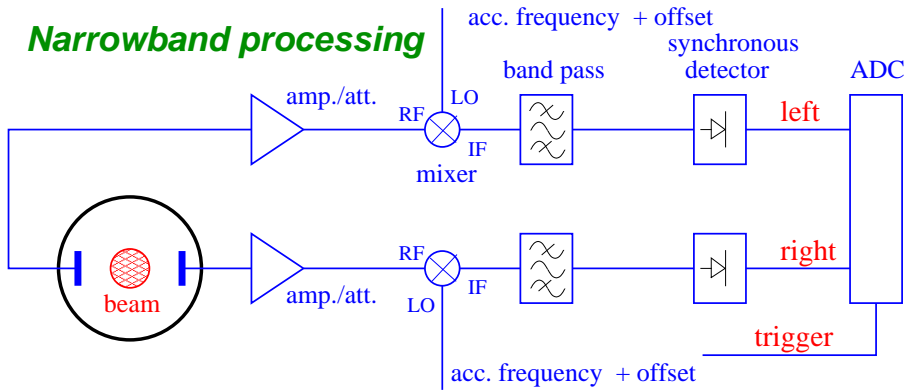 Narrowband processing
acc. frequency + offset
synchronous
detector
band pass
ADC
amp./att.
RF
LO
IF
mixer
left
beam
amp./att.
RF
LO
IF
right
trigger
acc. frequency + offset